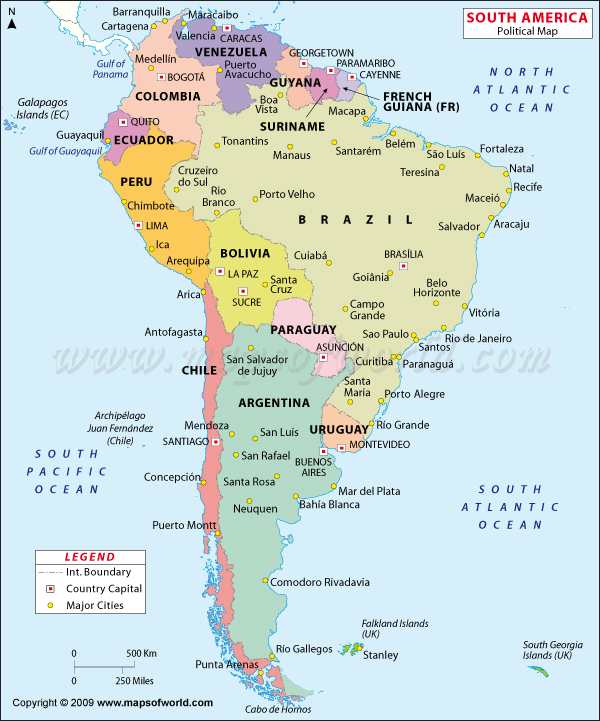 SOUTH AMERICA
Political Map
N
Barranquilla
Maracaibo
Cartagena
Valencia
CARACAS
VENEZUELA
GEORGETOWN
PARAMARIBO
CAYENNE
Gulf of
Panama
Medellín
BOGOTÁ
Puerto
Avacucho
GUYANA
NORTH
ATLANTIC
OCEAN
COLOMBIA
Boa
Vista
FRENCH
GUIANA (FR)
Galapagos
Islands (EC)
QUITO
SURINAME
Macapa
Guayaquil
ECUADOR
Gulf of Guayaquil
Tonantins
Manaus
Santarém
Belém
São Luís
Fortaleza
Teresina
Natal
Recife
PERU
Cruzeiro
do Sul
Rio
Branco
Porto Velho
Maceió
Chimbote
BRAZIL
Salvador
Aracaju
LIMA
Ica
BOLIVIA
Cuiabá
BRASÍLIA
Arequipa
LA PAZ
Santa
Cruz
Goiânia
Belo
Horizonte
Arica
SUCRE
Campo
Grande
Vitória
PARAGUAY
Sao Paulo
Rio de Janeiro
Antofagasta
ASUNCIÓN
Santos
www.mapsofworld.com
San Salvador
de Jujuy
Curitiba
Paranaguá
CHILE
Santa
Maria
Porto Alegre
ARGENTINA
Archipélago
Juan Fernández
(Chile)
Mendoza
San Luis
URUGUAY
Río Grande
SANTIAGO
MONTEVIDEO
San Rafael
BUENOS
AIRES
SOUTH
PACIFIC
OCEAN
Concepción
Santa Rosa
Mar del Plata
SOUTH
ATLANTIC
OCEAN
Neuquen
Bahía Blanca
Puerto Montt
LEGEND
Int. Boundary
Country Capital
Major Cities
Comodoro Rivadavia
Falkland Islands
(UK)
Stanley
Río Gallegos
South Georgia
Islands (UK)
0 500 Km
0 250 Miles
Punta Arenas
Copyright © 2009 www.mapsofworld.com
Cabo de Hornos